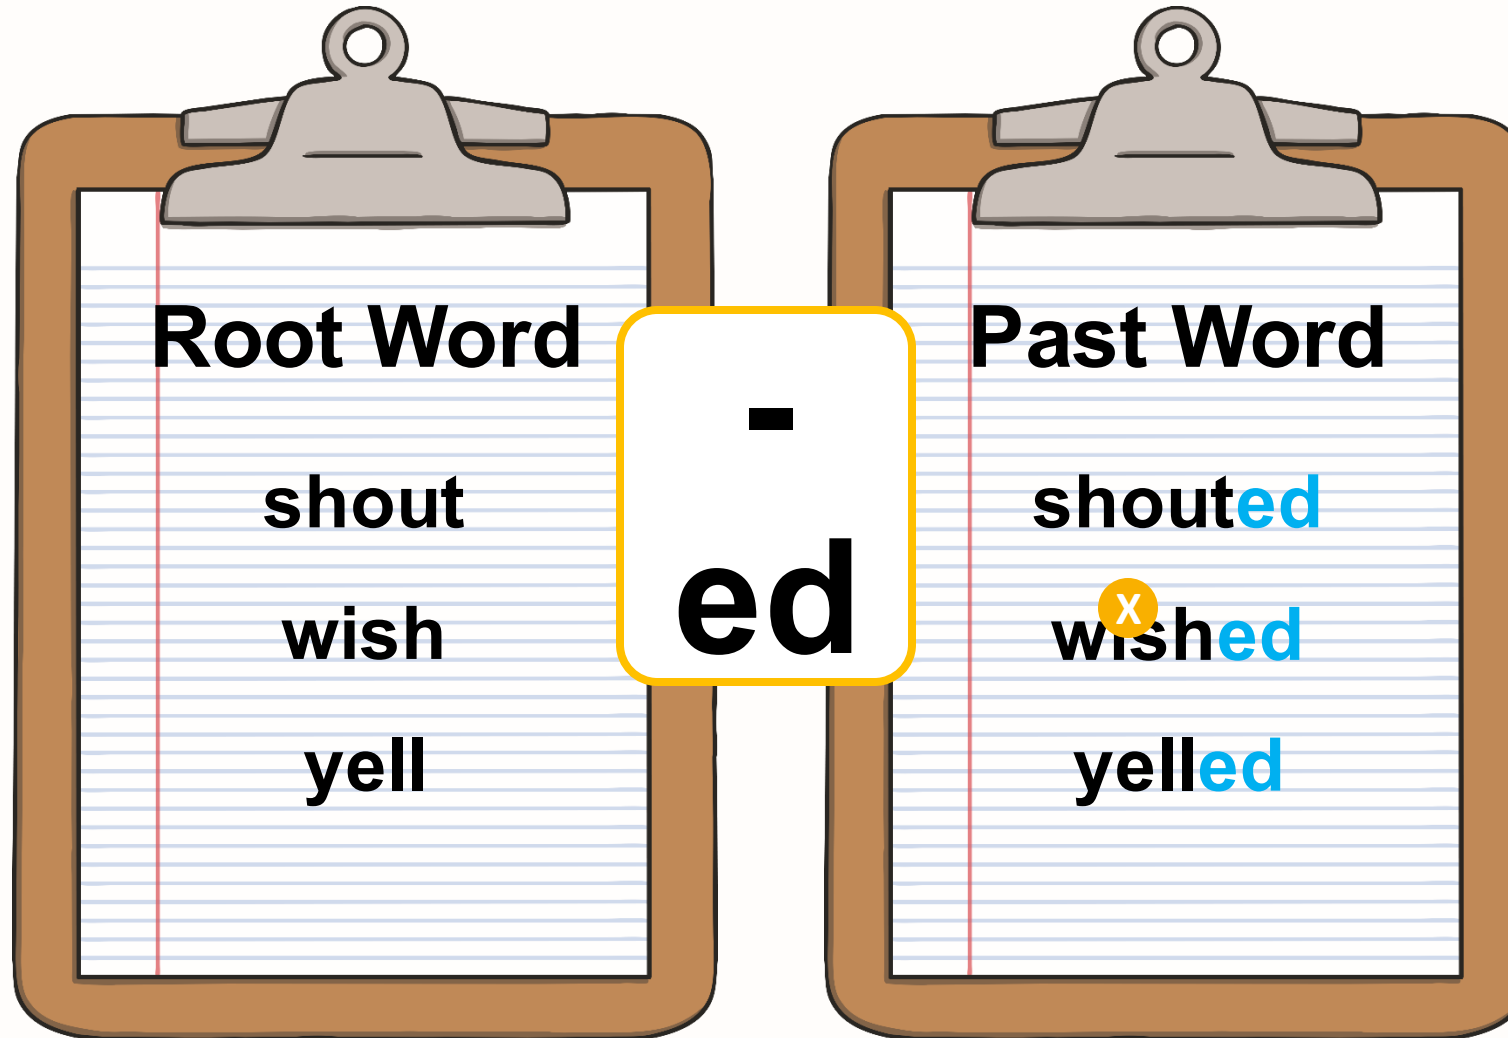 Root Word
shout
wish
yell
-
ed
Past Word
shouted
X
wished
yelled